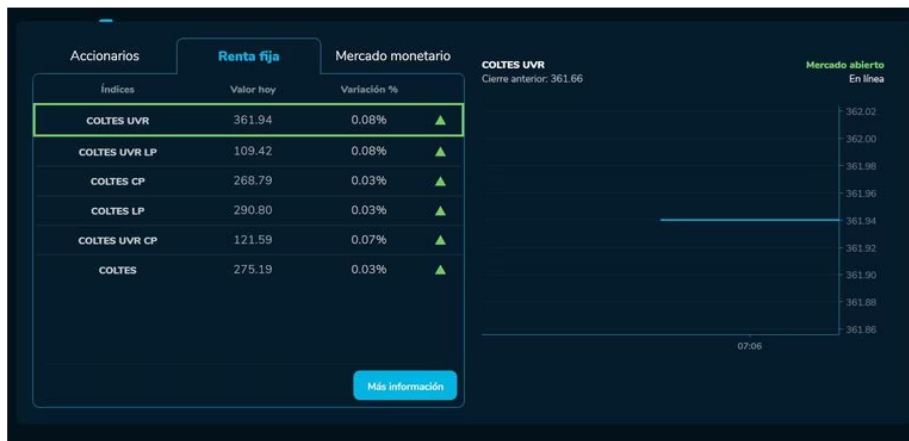 Accionarios Renta fija Mercado monetario
Índices Valor hoy Variación %
COLTES UVR 361.94 0.08%
COLTES UVR LP 109.42 0.08%
COLTES CP 268.79 0.03%
COLTES LP 290.80 0.03%
COLTES UVR CP 121.59 0.07%
COLTES 275.19 0.03%
Más información
COLTES UVR Mercado abierto
Cierre anterior: 361.66 En línea
362.02
362.00
361.98
361.96
361.94
361.92
361.90
361.88
361.86
07:06